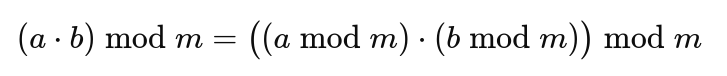 (a · b) mod m = ((a mod m) · (b mod m)) mod m